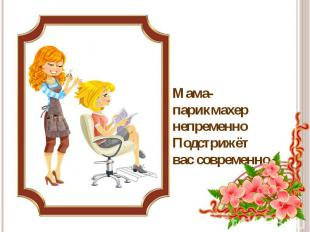 Мама-
парикмахер
непременно
Подстрижёт
вас современно